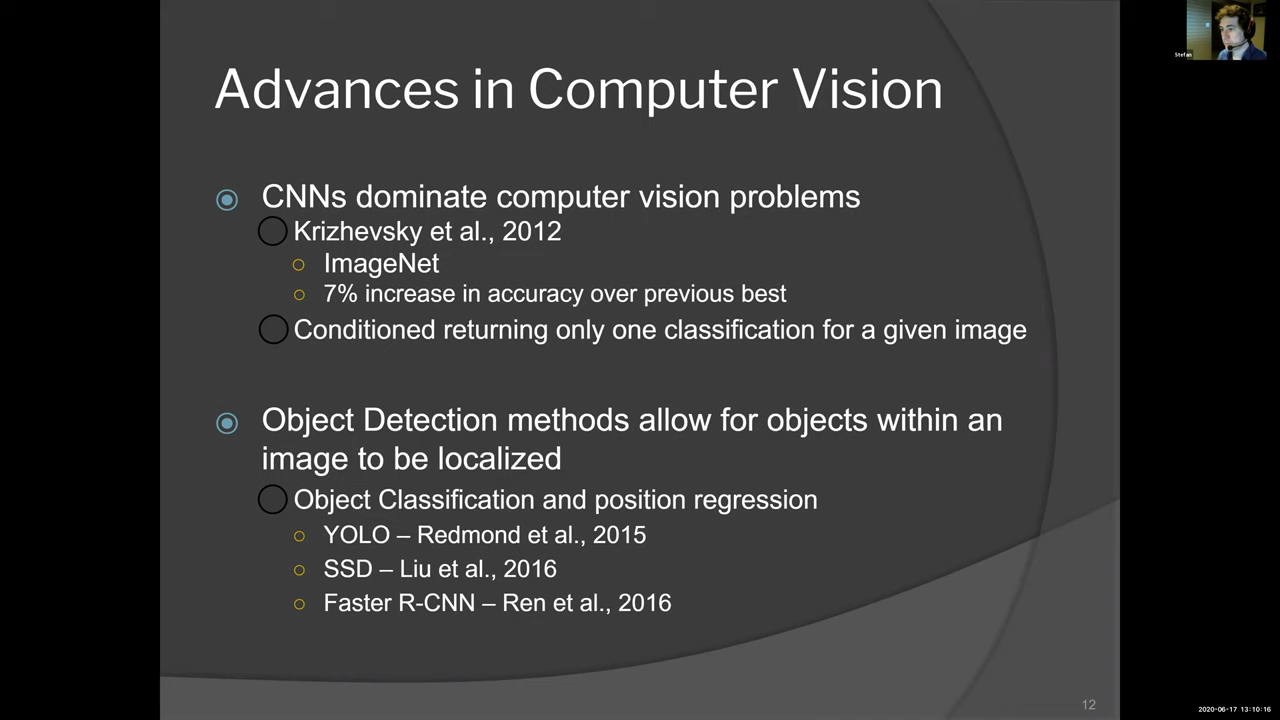 Advances in Computer Vision
CNNs dominate computer vision problems
Krizhevsky et al., 2012
ImageNet
7% increase in accuracy over previous best
Conditioned returning only one classification for a given image
Object Detection methods allow for objects within an
image to be localized
Object Classification and position regression
YOLO – Redmond et al., 2015
SSD – Liu et al., 2016
Faster R-CNN – Ren et al., 2016
12
Stefan
2020-06-17 13:10:16